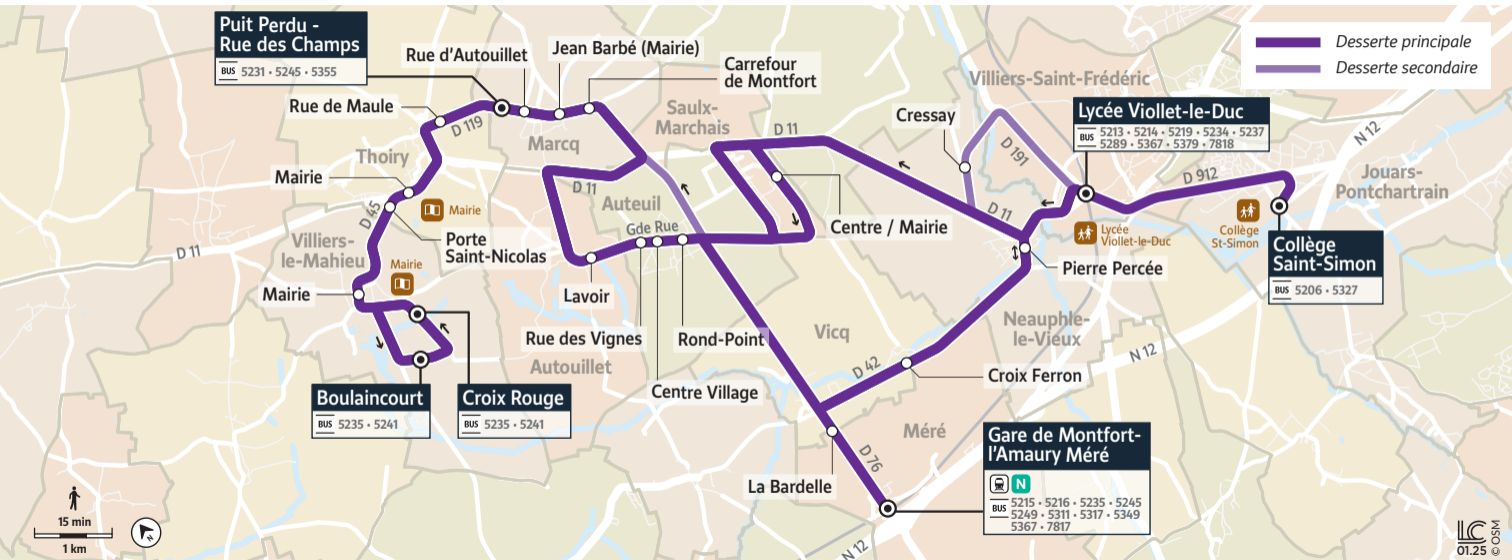 Puit Perdu -
Rue des Champs
BUS 5231 • 5245 • 5355
Rue d'Autouillet
Jean Barbé (Mairie)
Carrefour
de Montfort
Desserte principale
Desserte secondaire
Villiers-Saint-Frédéric
Lycée Viollet-le-Duc
BUS 5213 • 5214 • 5219 • 5234 • 5237
5289 • 5367 • 5379 • 7818
N 12
Rue de Maule
D 119
Marcq
Saulx-
Marchais
D 11
Cressay
D 191
D 912
Jouars-
Pontchartrain
Thoiry
Mairie
D 45
Mairie
D 11
Auteuil
Gde Rue
Centre / Mairie
D 11
Lycée
Viollet-le-Duc
Collège
St-Simon
Collège
Saint-Simon
BUS 5206 • 5327
D 11
Villiers-
le-Mahieu
Porte
Saint-Nicolas
Mairie
Mairie
Lavoir
Pierre Percée
Rue des Vignes
Rond-Point
Vicq
Neauphle-
le-Vieux
N 12
Autouillet
Centre Village
D 42
Croix Ferron
Boulaincourt
BUS 5235 • 5241
Croix Rouge
BUS 5235 • 5241
Méré
D 76
La Bardelle
Gare de Montfort-
l'Amaury Méré
N
BUS 5215 • 5216 • 5235 • 5245
5249 • 5311 • 5317 • 5349
5367 • 7817
N 12
15 min
1 km
N
LC
01.25
© OSM